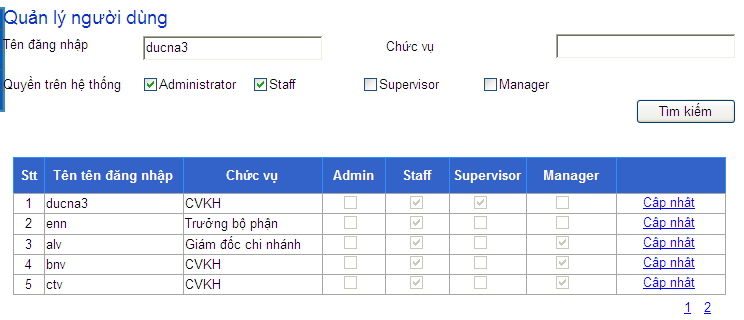 Quản lý người dùng
Tên đăng nhập ducna3 Chức vụ
Quyền trên hệ thống Administrator Staff Supervisor Manager
Tìm kiếm
Stt Tên tên đăng nhập Chức vụ Admin Staff Supervisor Manager
1 ducna3 CVKH Cập nhật
2 enn Trưởng bộ phận Cập nhật
3 alv Giám đốc chi nhánh Cập nhật
4 bnv CVKH Cập nhật
5 ctv CVKH Cập nhật
1 2